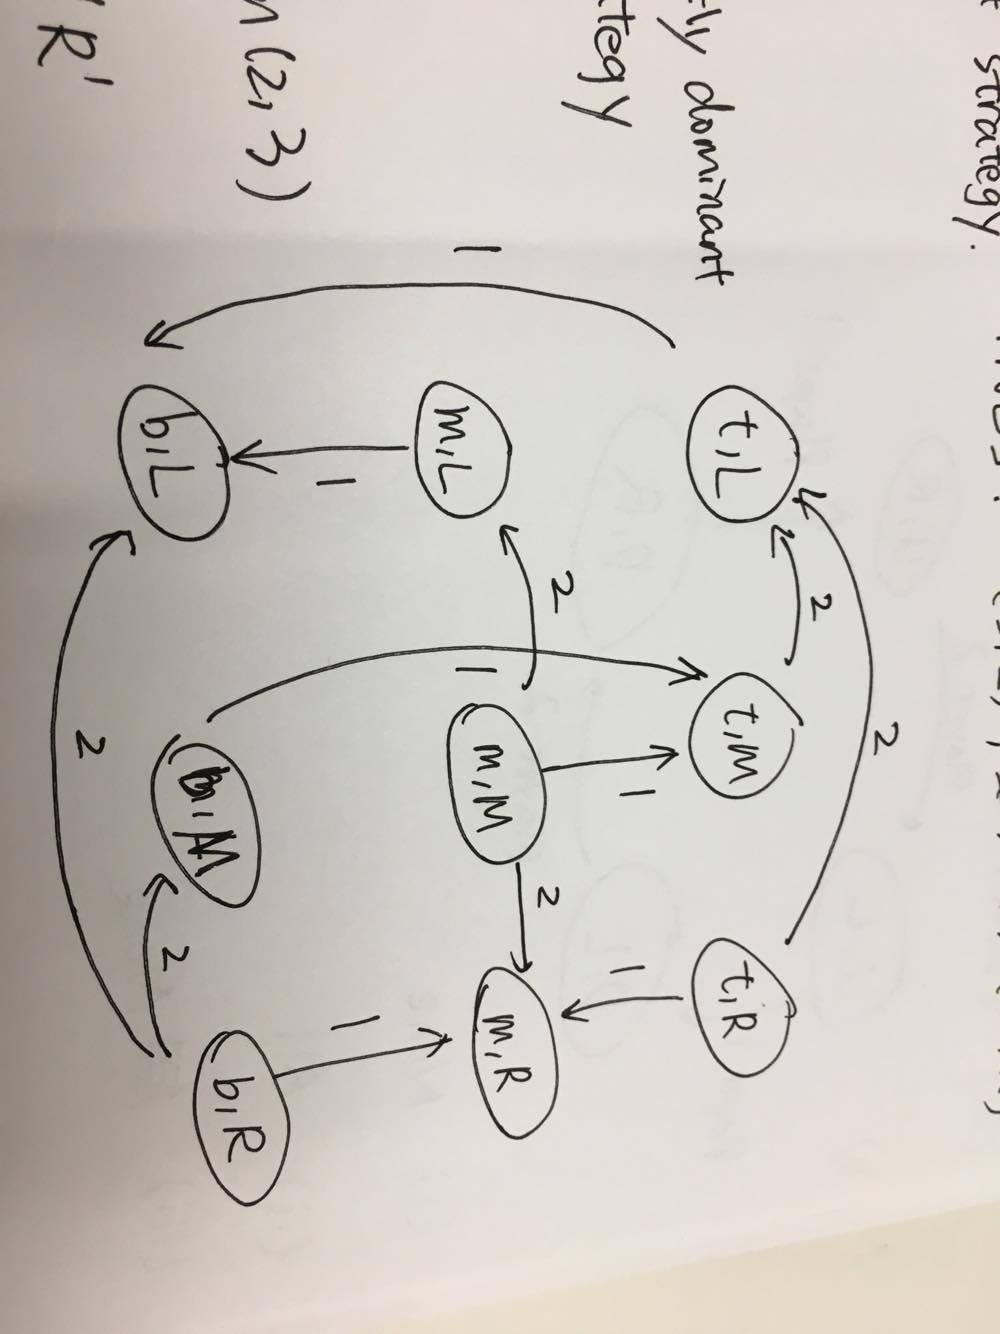 strategy.
ly dominant
tegy
n (2,3)
R'
t,L
2
t,M
2
t,R
1
1
2
1
m,L
m,M
2
m,R
1
1
1
b,L
b,M
2
b,R
2